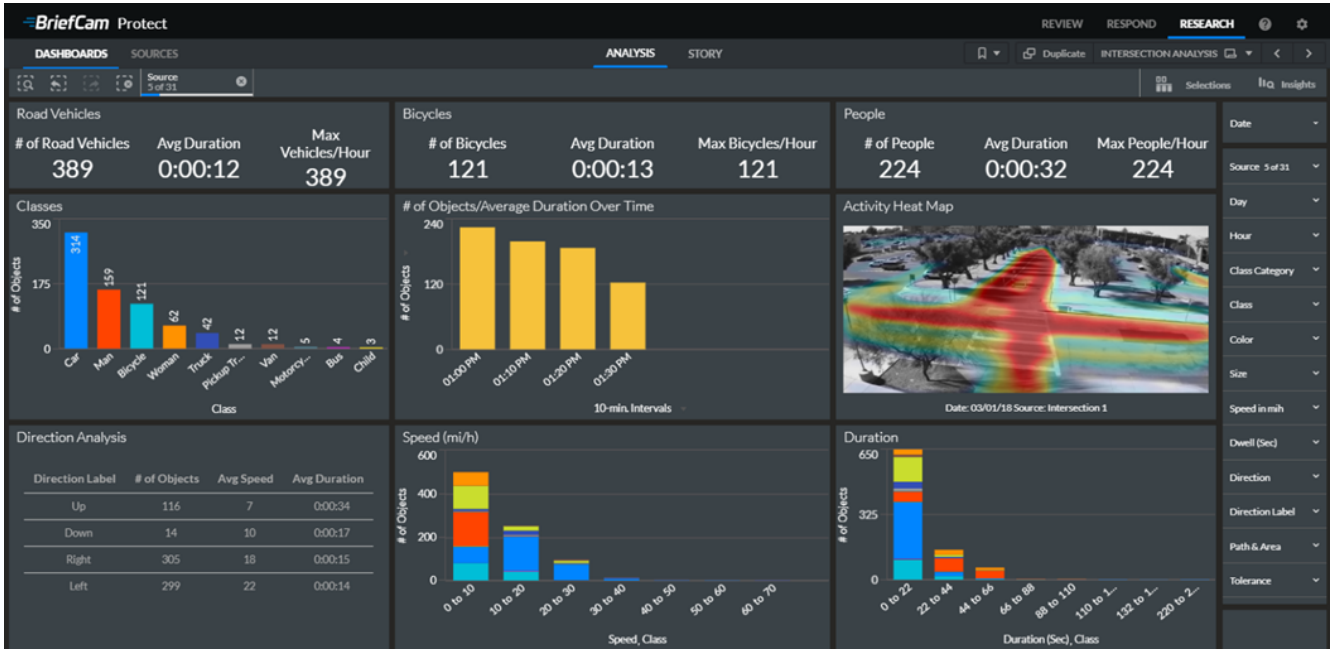 BriefCam Protect
REVIEW RESPOND RESEARCH ?
DASHBOARDS SOURCES
ANALYSIS STORY
Duplicate INTERSECTION ANALYSIS
Source
5 of 31
Selections Insights
Road Vehicles
# of Road Vehicles Avg Duration Max Vehicles/Hour
389 0:00:12 389
Bicycles
# of Bicycles Avg Duration Max Bicycles/Hour
121 0:00:13 121
People
# of People Avg Duration Max People/Hour
224 0:00:32 224
Classes
350
175
0
# of Objects
314
159
121
62
42
12
12
5
4
3
Car
Man
Bicycle
Woman
Truck
Pickup Tr...
Van
Motorcy...
Bus
Child
Class
# of Objects/Average Duration Over Time
240
120
0
# of Objects
01:00 PM
01:10 PM
01:20 PM
01:30 PM
10-min. Intervals
Activity Heat Map
Date: 03/01/18 Source: Intersection 1
Direction Analysis
Direction Label # of Objects Avg Speed Avg Duration
Up 116 7 0:00:34
Down 14 10 0:00:17
Right 305 18 0:00:15
Left 299 22 0:00:14
Speed (mi/h)
600
400
200
0
# of Objects
0 to 10
10 to 20
20 to 30
30 to 40
40 to 50
50 to 60
60 to 70
Speed, Class
Duration
650
325
0
# of Objects
0 to 22
22 to 44
44 to 66
66 to 88
88 to 110
110 to 1...
132 to 1...
220 to 2...
Duration (Sec), Class
Date
Source 5 of 31
Day
Hour
Class Category
Class
Color
Size
Speed in mih
Dwell (Sec)
Direction
Direction Label
Path & Area
Tolerance